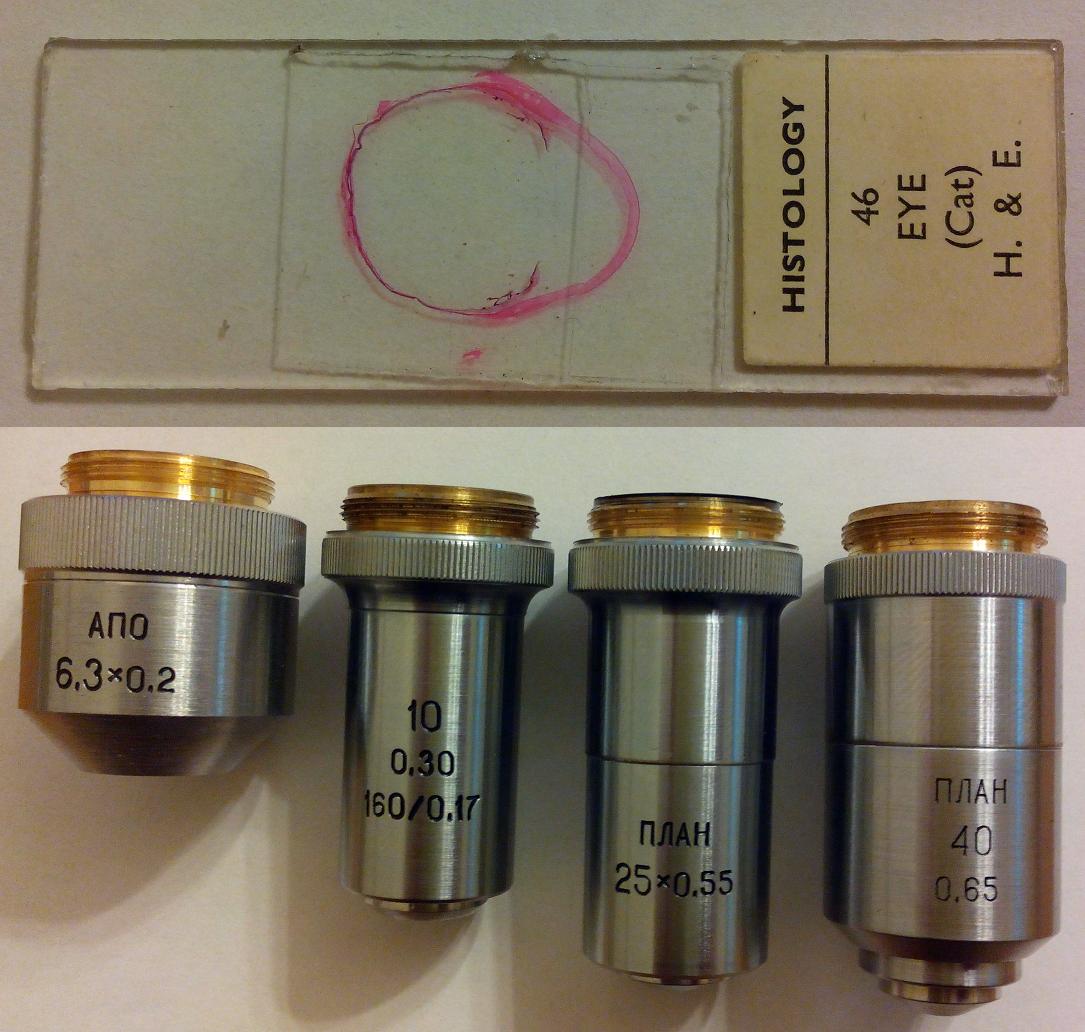 HISTOLOGY
46
EYE
(Cat)
H. & E.
АПО
6.3×0.2
10
0.30
160/0.17
ПЛАН
25×0.55
ПЛАН
40
0.65